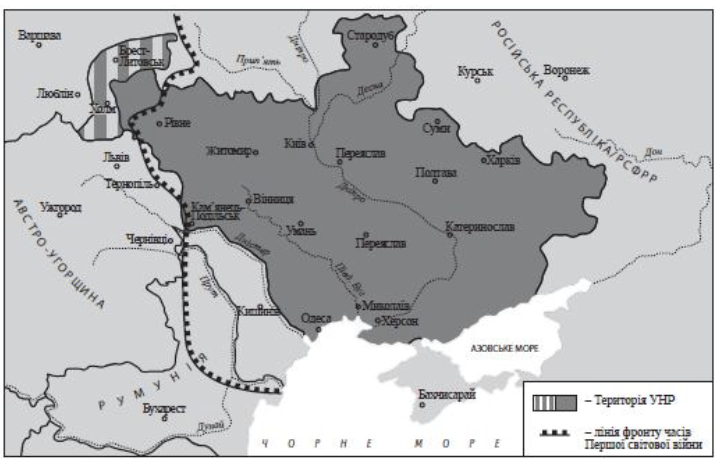 Варшава
Брест-
Литовськ
Прип'ять
Дніпро
Стародуб
РОСІЙСЬКА РЕСПУБЛІКА/РСФРР
Курськ
Воронеж
Люблін
Холм
Десна
Рівне
Київ
Суми
Дон
Львів
Житомир
Переяслав
Харків
Тернопіль
Полтава
Ужгород
АВСТРО-УГОРЩИНА
Кам'янець-
Подільськ
Вінниця
Дніпро
Чернівці
Дністер
Умань
Переяслав
Катеринослав
Прут
Півд. Буг
Кишинів
Миколаїв
Одеса
Херсон
АЗОВСЬКЕ МОРЕ
РУМУНІЯ
Бухарест
Дунай
Бахчисарай
ЧОРНЕ МОРЕ
– Територія УНР
– лінія фронту часів
Першої світової війни